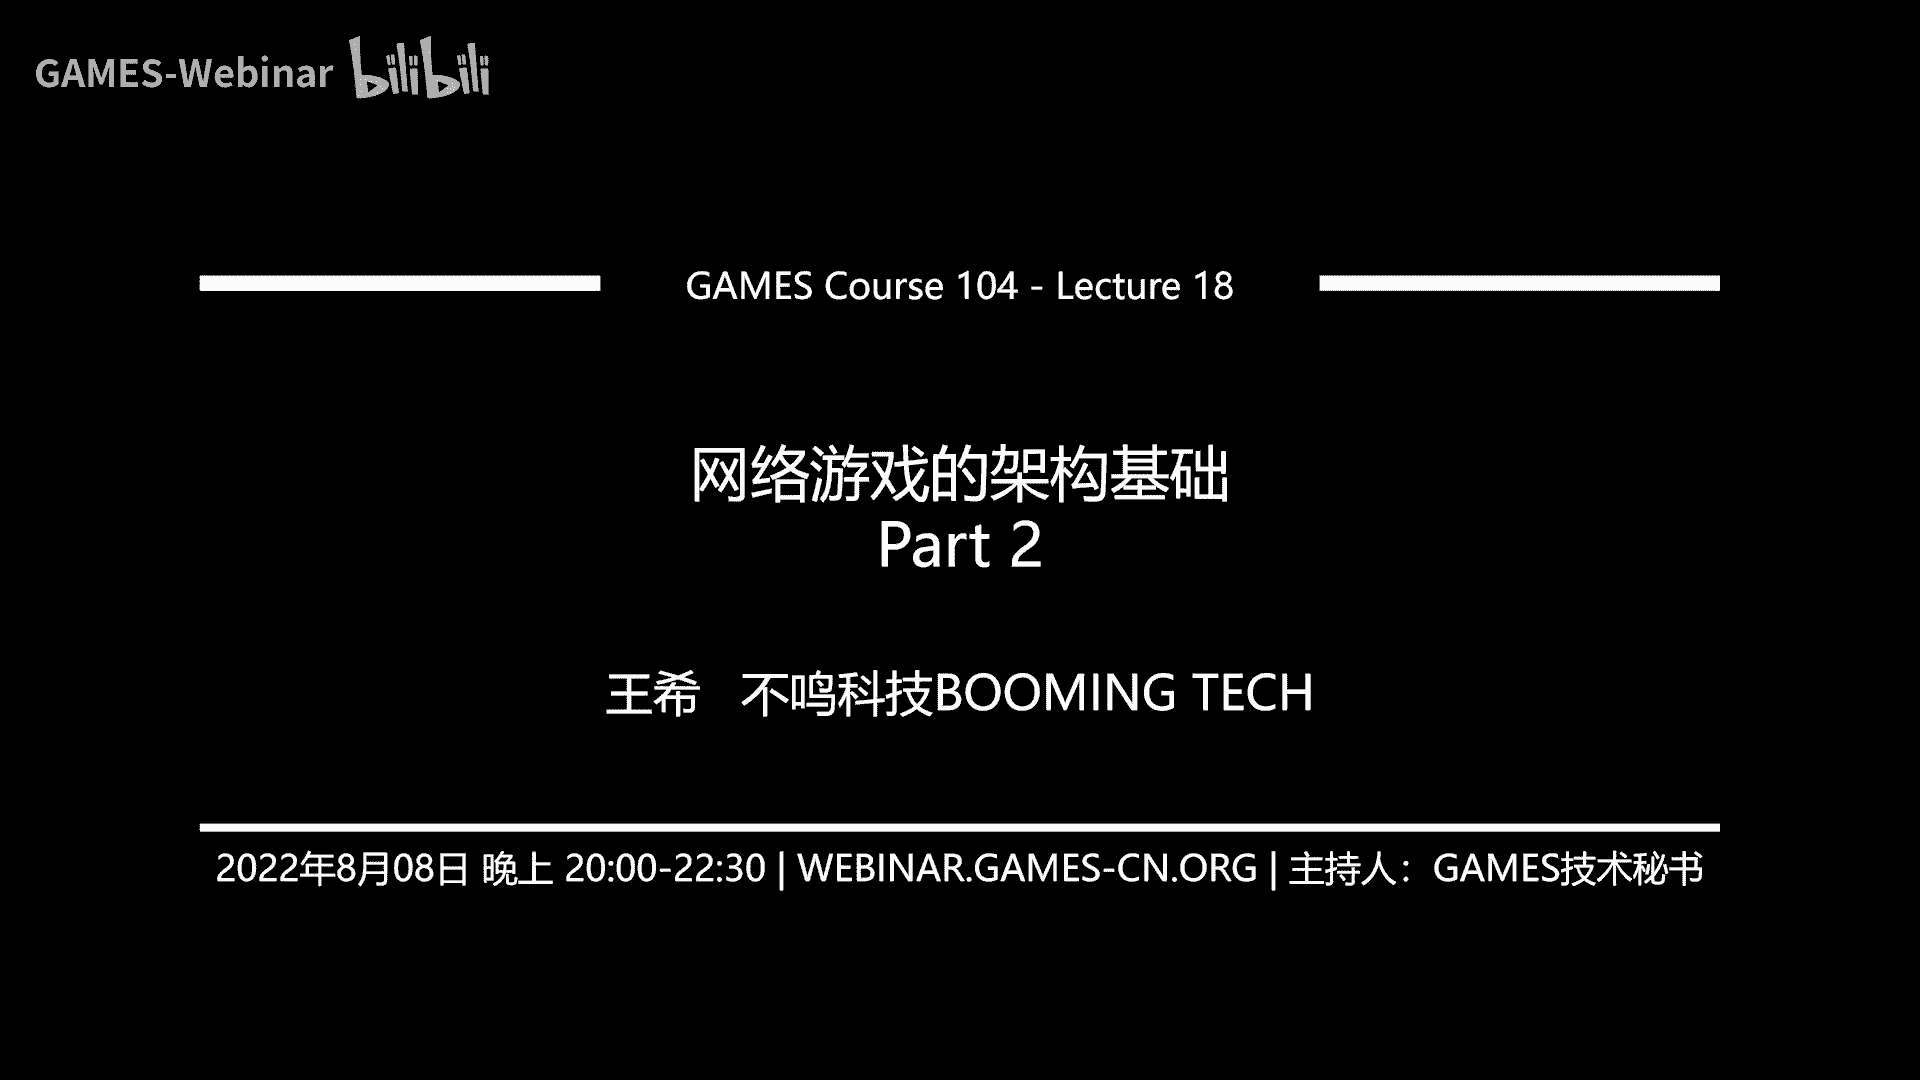 GAMES-Webinar bilibili
GAMES Course 104 - Lecture 18
网络游戏的架构基础
Part 2
王希 不鸣科技BOOMING TECH
2022年8月08日 晚上 20:00-22:30 | WEBINAR.GAMES-CN.ORG | 主持人：GAMES技术秘书